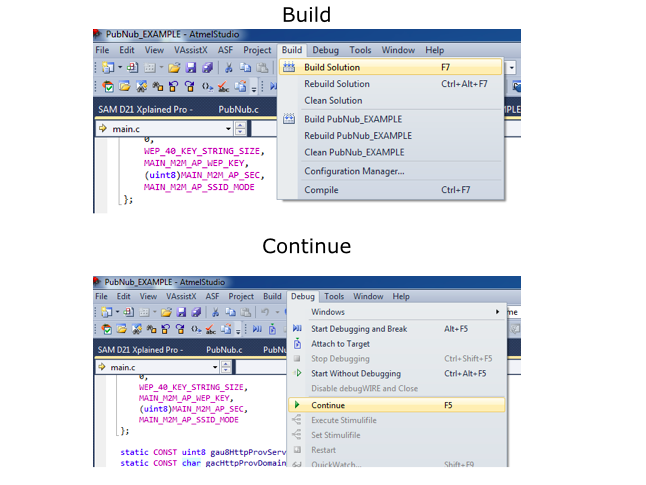 Build
PubNub_EXAMPLE - AtmelStudio
File Edit View VAssistX ASF Project Build Debug Tools Window Help
Build Solution F7
Rebuild Solution Ctrl+Alt+F7
Clean Solution
Build PubNub_EXAMPLE
Rebuild PubNub_EXAMPLE
Clean PubNub_EXAMPLE
Configuration Manager...
Compile Ctrl+F7
SAM D21 Xplained Pro - PubNub.c
main.c
0,
WEP_40_KEY_STRING_SIZE,
MAIN_M2M_AP_WEP_KEY,
(uint8)MAIN_M2M_AP_SEC,
MAIN_M2M_AP_SSID_MODE
};
Continue
PubNub_EXAMPLE - AtmelStudio
File Edit View VAssistX ASF Project Build Debug Tools Window Help
Windows
Start Debugging and Break Alt+F5
Attach to Target
Stop Debugging Ctrl+Shift+F5
Start Without Debugging Ctrl+Alt+F5
Disable debugWIRE and Close
Continue F5
Execute Stimulifile
Set Stimulifile
Restart
QuickWatch... Shift+F9
SAM D21 Xplained Pro - PubNub.c PubNu
main.c
0,
WEP_40_KEY_STRING_SIZE,
MAIN_M2M_AP_WEP_KEY,
(uint8)MAIN_M2M_AP_SEC,
MAIN_M2M_AP_SSID_MODE
};
static CONST uint8 gau8HttpProvServ
static CONST char gacHttpProvDomain